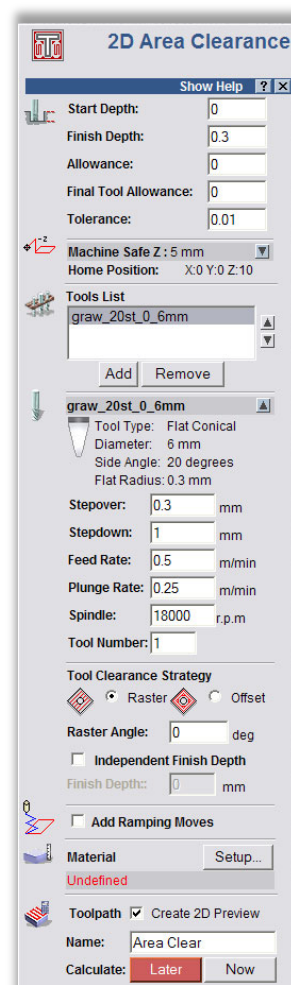 2D Area Clearance
Show Help ? ×
Start Depth: 0
Finish Depth: 0.3
Allowance: 0
Final Tool Allowance: 0
Tolerance: 0.01
-z
Machine Safe Z : 5 mm
Home Position: X:0 Y:0 Z:10
Tools List
graw_20st_0_6mm
Add Remove
graw_20st_0_6mm
Tool Type: Flat Conical
Diameter: 6 mm
Side Angle: 20 degrees
Flat Radius: 0.3 mm
Stepover: 0.3 mm
Stepdown: 1 mm
Feed Rate: 0.5 m/min
Plunge Rate: 0.25 m/min
Spindle: 18000 r.p.m
Tool Number: 1
Tool Clearance Strategy
Raster Offset
Raster Angle: 0 deg
Independent Finish Depth
Finish Depth:: 0 mm
Add Ramping Moves
Material Setup...
Undefined
Toolpath Create 2D Preview
Name: Area Clear
Calculate: Later Now